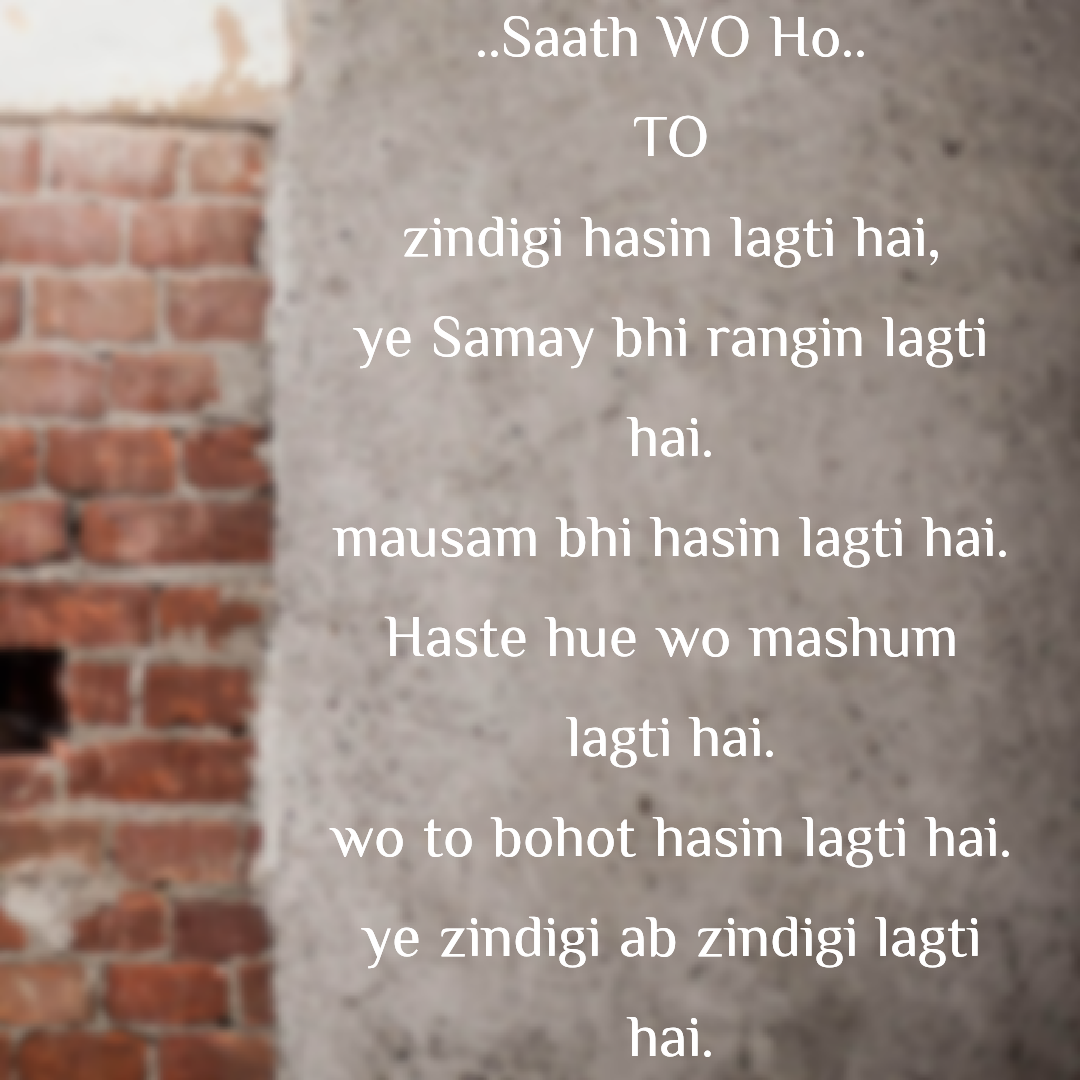 ..Saath WO Ho..
TO
zindigi hasin lagti hai,
ye Samay bhi rangin lagti
hai.
mausam bhi hasin lagti hai.
Haste hue wo mashum
lagti hai.
wo to bohot hasin lagti hai.
ye zindigi ab zindigi lagti
hai.